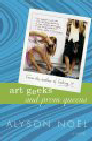 art geeks
and prom queens
ALYSON NOËL